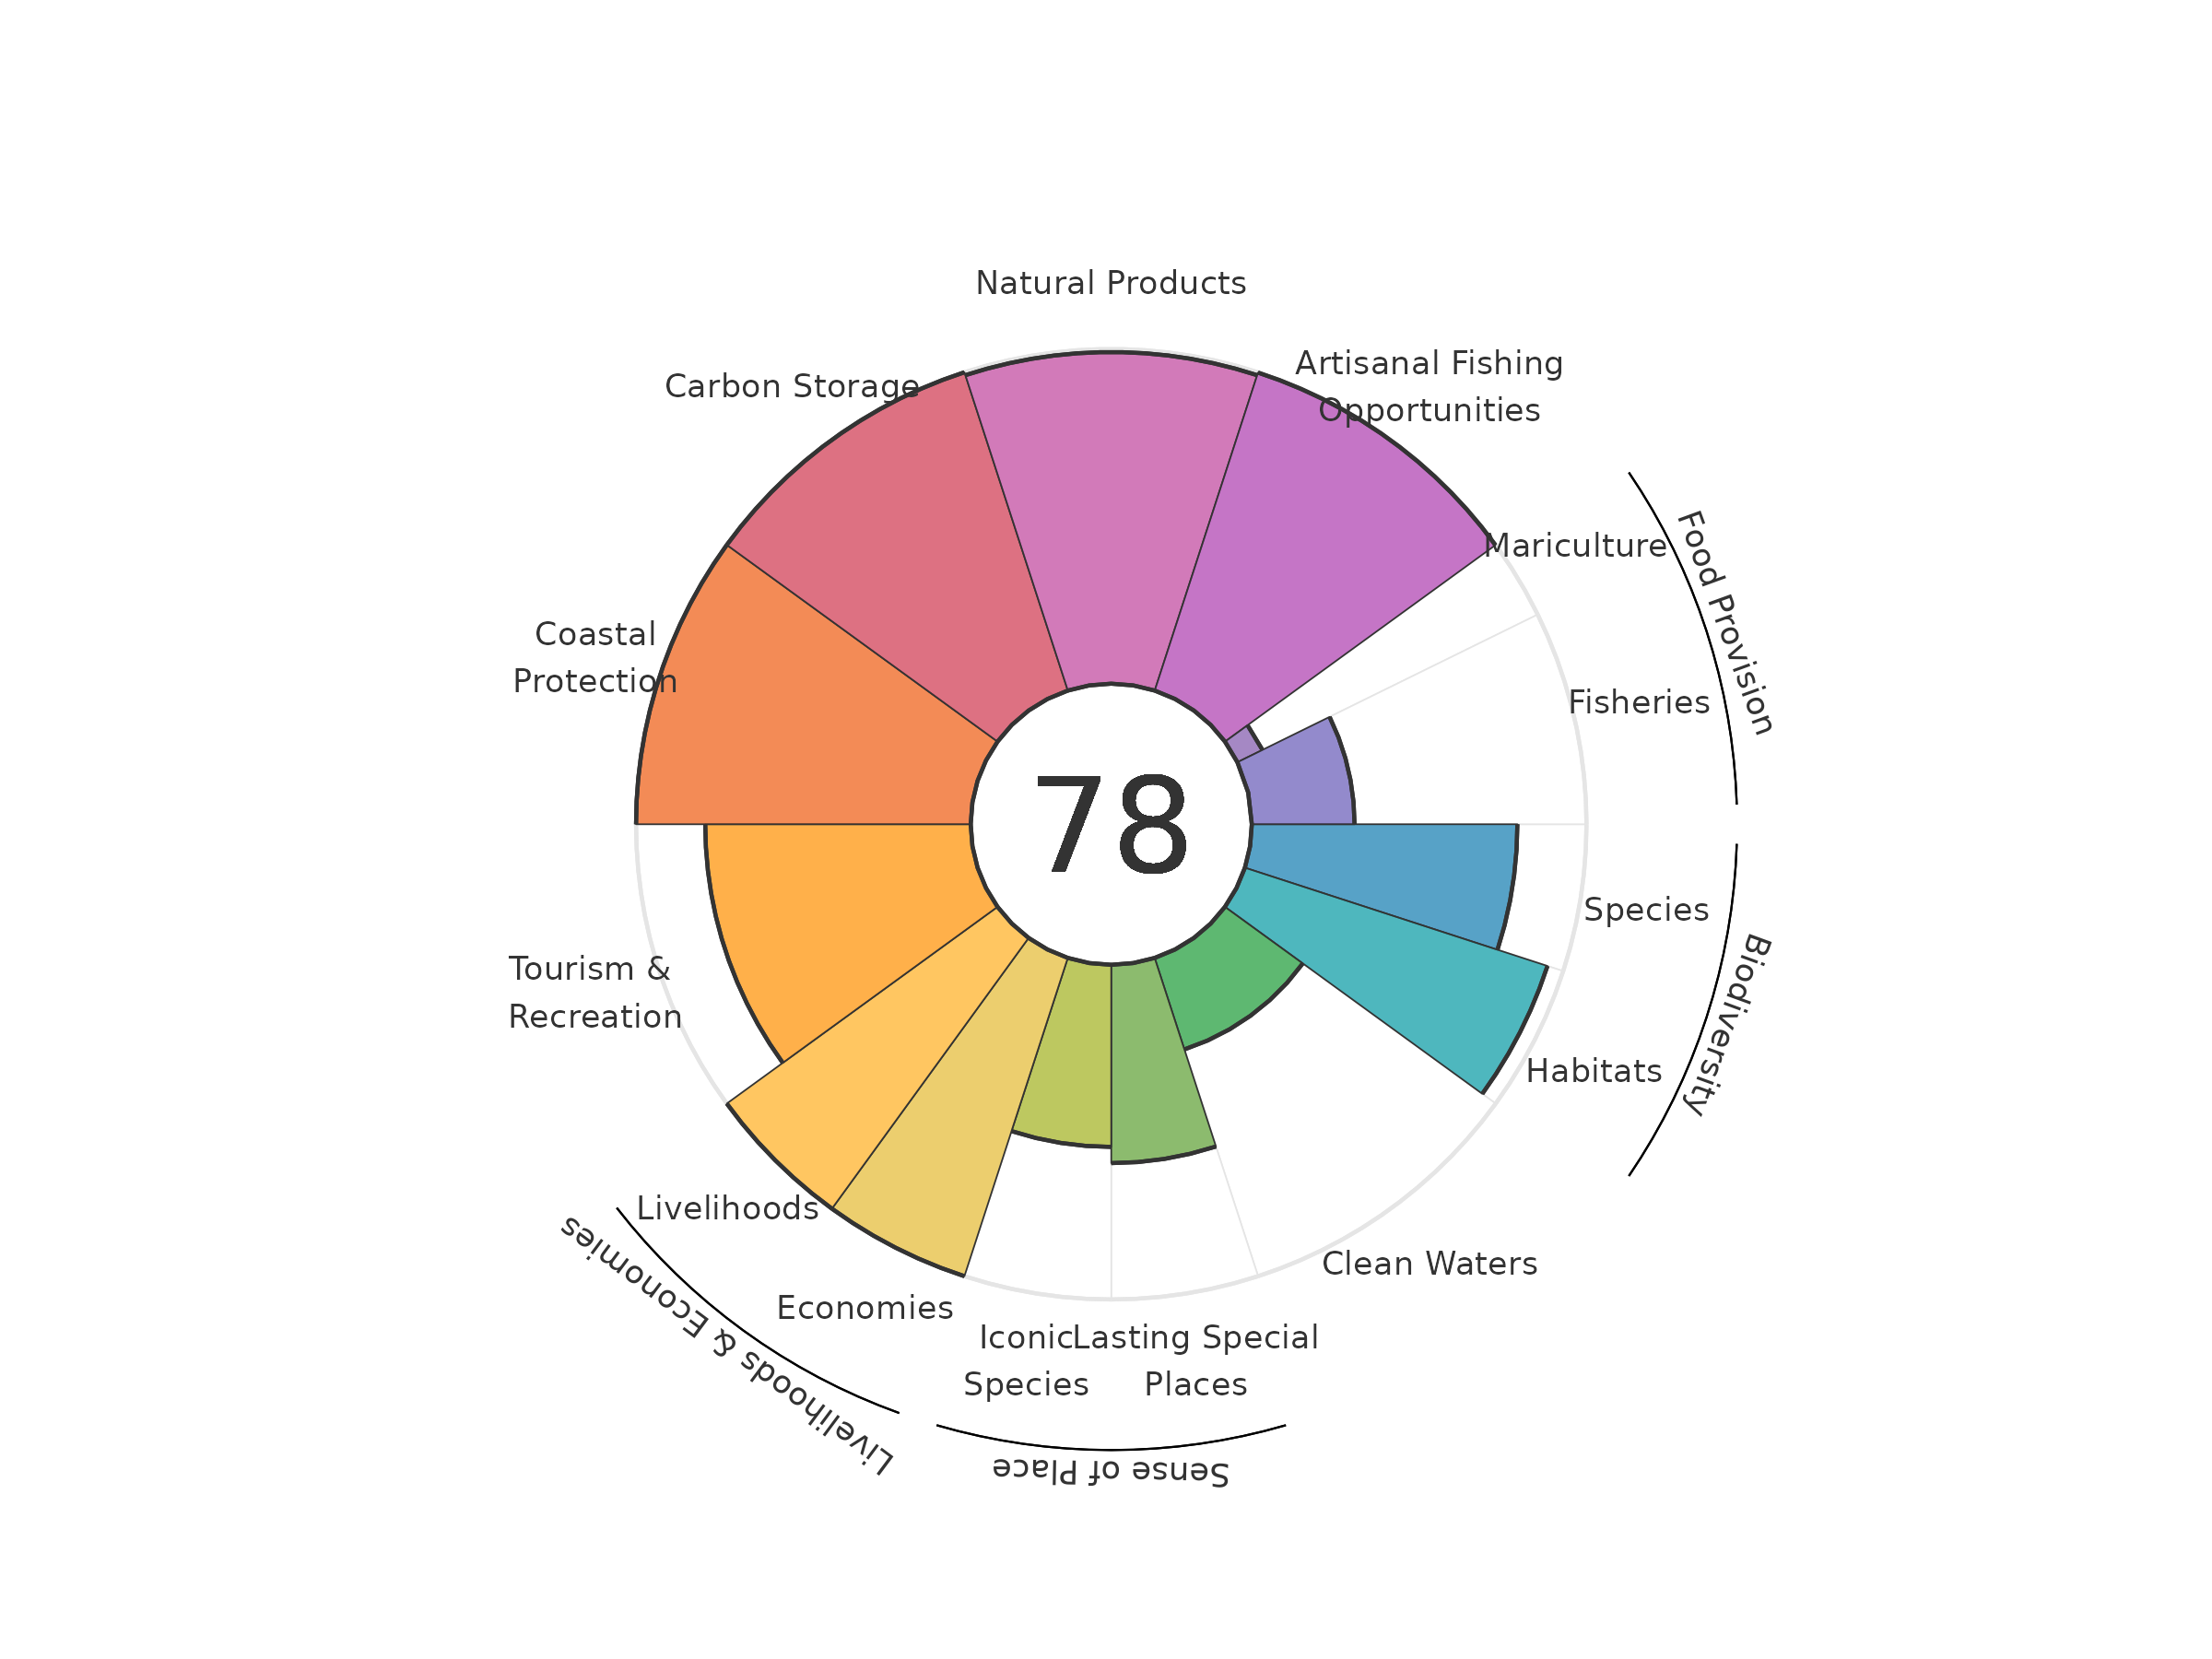 Natural Products
Artisanal Fishing
Opportunities
Carbon Storage
Mariculture
Food Provision
Fisheries
Coastal
Protection
78
Species
Biodiversity
Habitats
Tourism &
Recreation
Livelihoods
Livelihoods & Economies
Economies
Clean Waters
Iconic
Species
Lasting Special
Places
Sense of Place